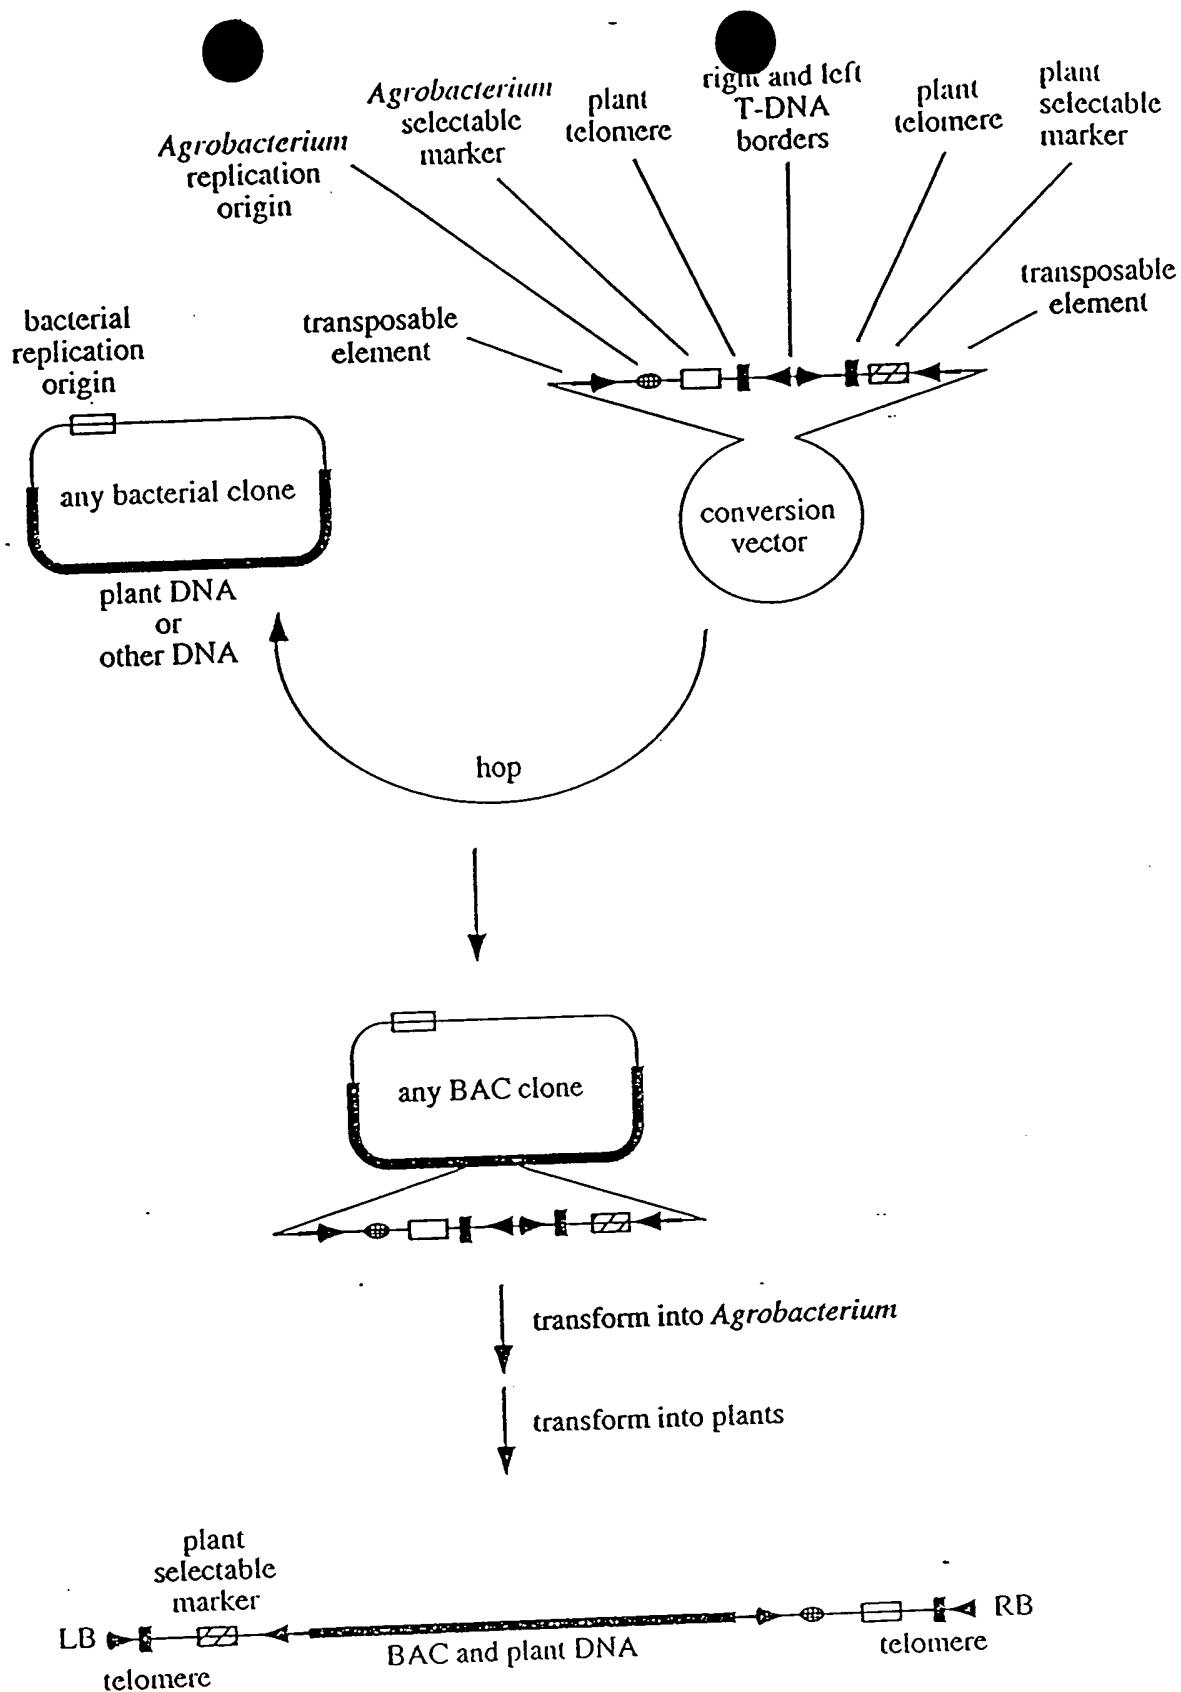 Agrobacterium
replication
origin
Agrobacterium
selectable
marker
plant
telomere
right and left
T-DNA
borders
plant
telomere
plant
selectable
marker
transposable
element
transposable
element
bacterial
replication
origin
any bacterial clone
plant DNA
or
other DNA
conversion
vector
hop
any BAC clone
transform into Agrobacterium
transform into plants
plant
selectable
marker
LB
telomere
BAC and plant DNA
telomere
RB